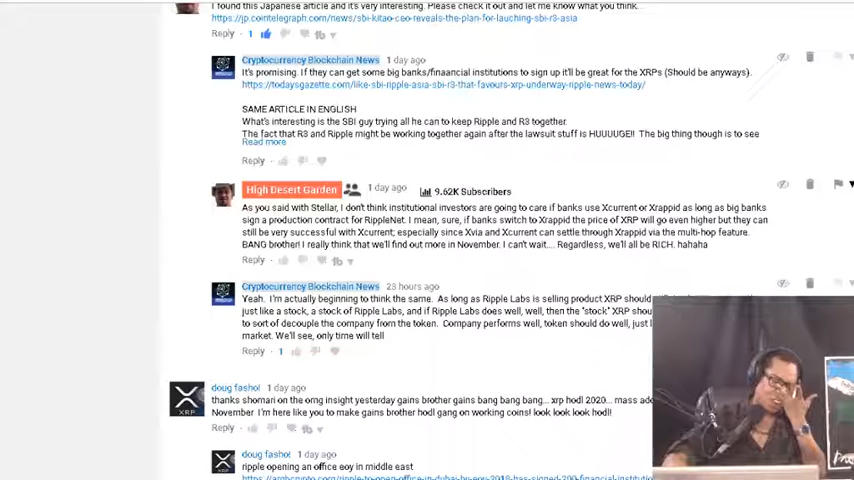 I found this Japanese article and it's very interesting. Please check it out and let me know what you think...
https://jp.cointelegraph.com/news/sbi-kitao-ceo-reveals-the-plan-for-lauching-sbi-r3-asia
Reply · 1
Cryptocurrency Blockchain News 1 day ago
It's promising. If they can get some big banks/finaancial institutions to sign up it'll be great for the XRPs (Should be anyways).
https://todaysgazette.com/like-sbi-ripple-asia-sbi-r3-that-favours-xrp-underway-ripple-news-today/
SAME ARTICLE IN ENGLISH
What's interesting is the SBI guy trying all he can to keep Ripple and R3 together.
The fact that R3 and Ripple might be working together again after the lawsuit stuff is HUUUUGE!! The big thing though is to see
Read more
Reply ·
High Desert Garden 1 day ago 9.62K Subscribers
As you said with Stellar, I don't think institutional investors are going to care if banks use Xcurrent or Xrappid as long as big banks
sign a production contract for RippleNet. I mean, sure, if banks switch to Xrappid the price of XRP will go even higher but they can
still be very successful with Xcurrent; especially since Xvia and Xcurrent can settle through Xrappid via the multi-hop feature.
BANG brother! I really think that we'll find out more in November. I can't wait.... Regardless, we'll all be RICH. hahaha
Reply ·
Cryptocurrency Blockchain News 23 hours ago
Yeah. I'm actually beginning to think the same. As long as Ripple Labs is selling product XRP should
just like a stock, a stock of Ripple Labs, and if Ripple Labs does well, well, then the "stock" XRP shou
to sort of decouple the company from the token. Company performs well, token should do well, just l
market. We'll see, only time will tell
Reply · 1
XRP
doug fasho! 1 day ago
thanks shomari on the omg insight yesterday gains brother gains bang bang bang... xrp hodl 2020... mass ado
November I'm here like you to make gains brother hodl gang on working coins! look look look hodl!
Reply ·
doug fasho! 1 day ago
ripple opening an office eoy in middle east